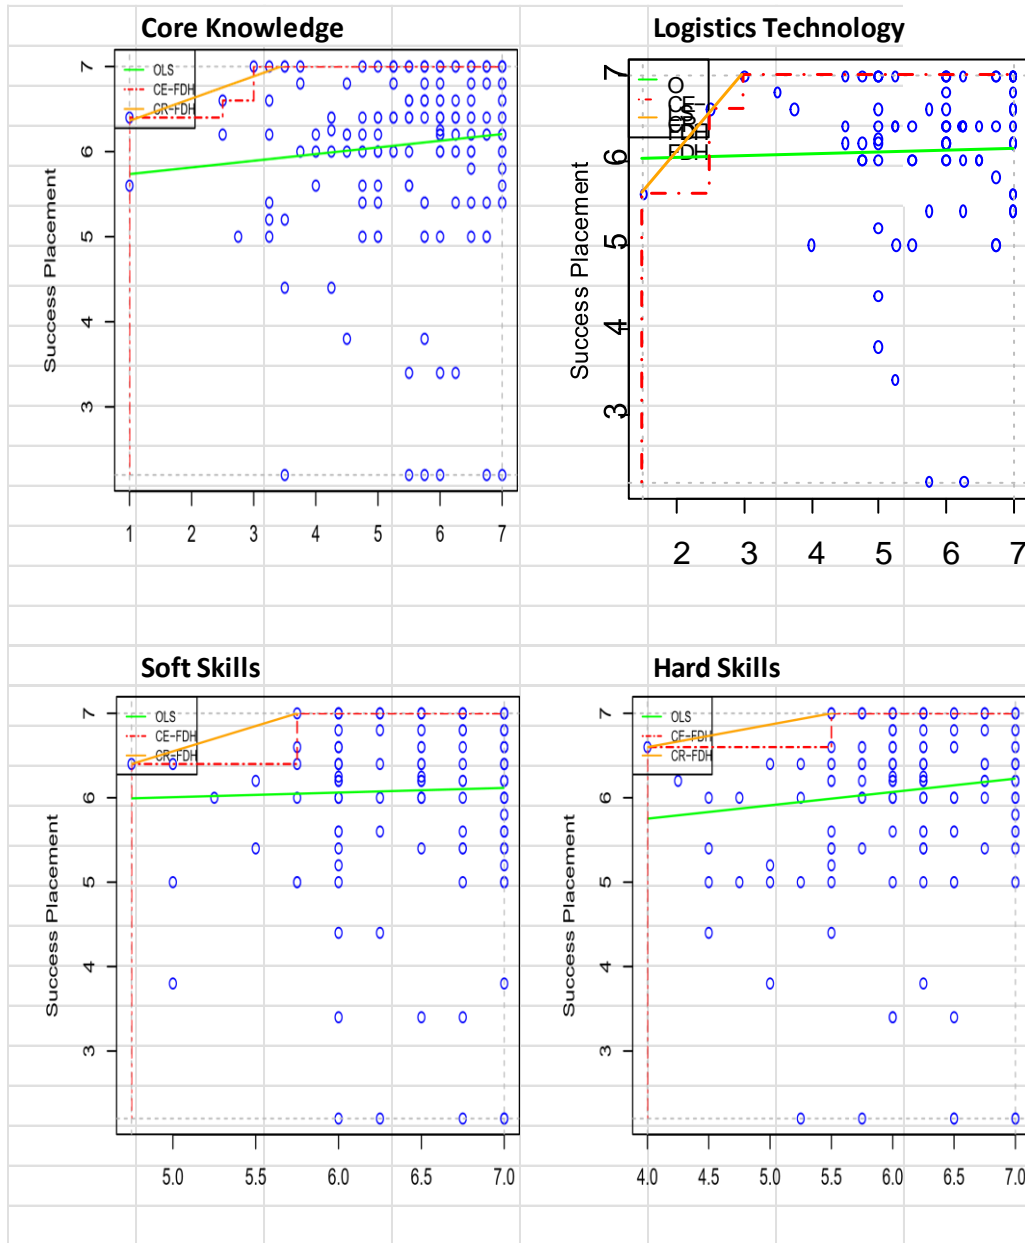 Core Knowledge
Logistics Technology
7
6
5
4
3
Success Placement
OLS
CE-FDH
CR-FDH
1 2 3 4 5 6 7
7
6
5
4
3
Success Placement
O
2 3 4 5 6 7
Soft Skills
Hard Skills
7
6
5
4
3
Success Placement
OLS
CE-FDH
CR-FDH
5.0 5.5 6.0 6.5 7.0
7
6
5
4
3
Success Placement
OLS
CE-FDH
CR-FDH
4.0 4.5 5.0 5.5 6.0 6.5 7.0